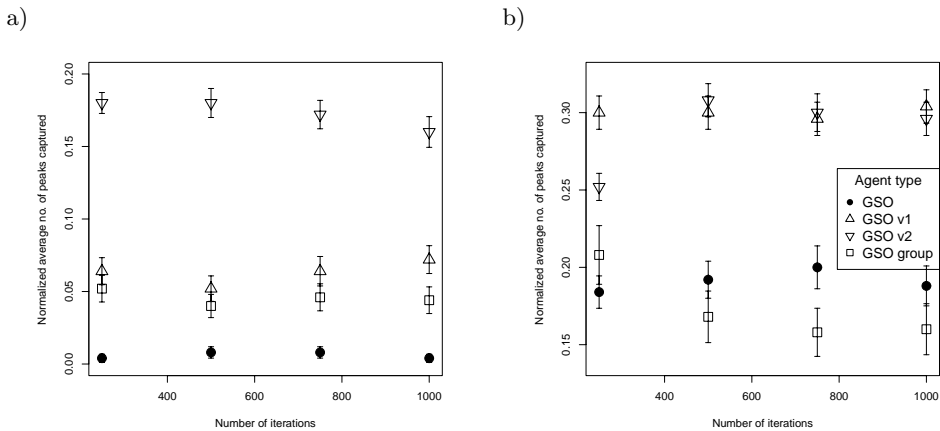 a)
Normalized average no. of peaks captured
0.20
0.15
0.10
0.05
0.00
400 600 800 1000
Number of iterations
b)
Normalized average no. of peaks captured
0.30
0.25
0.20
0.15
Agent type
GSO
GSO v1
GSO v2
GSO group
400 600 800 1000
Number of iterations